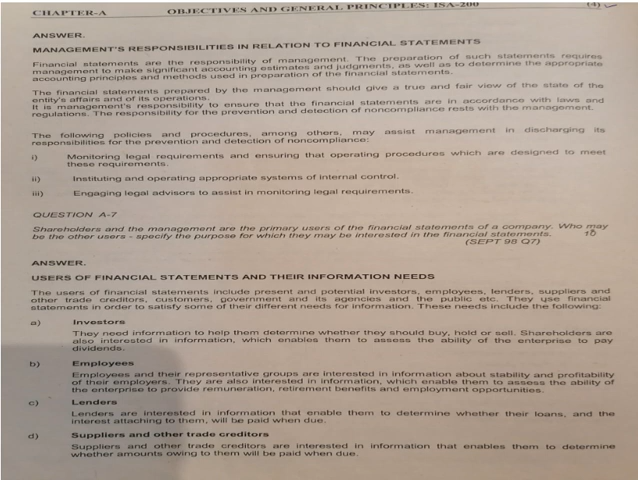 CHAPTER-A OBJECTIVES AND GENERAL PRINCIPLES: ISA-200 (4)
ANSWER.
MANAGEMENT'S RESPONSIBILITIES IN RELATION TO FINANCIAL STATEMENTS
Financial statements are the responsibility of management. The preparation of such statements requires
management to make significant accounting estimates and judgments, as well as to determine the appropriate
accounting principles and methods used in preparation of the financial statements.
The financial statements prepared by the management should give a true and fair view of the state of the
entity's affairs and of its operations.
It is management's responsibility to ensure that the financial statements are in accordance with laws and
regulations. The responsibility for the prevention and detection of noncompliance rests with the management.
The following policies and procedures, among others, may assist management in discharging its
responsibilities for the prevention and detection of noncompliance:
i) Monitoring legal requirements and ensuring that operating procedures which are designed to meet
these requirements.
ii) Instituting and operating appropriate systems of internal control.
iii) Engaging legal advisors to assist in monitoring legal requirements.
QUESTION A-7
Shareholders and the management are the primary users of the financial statements of a company. Who may
be the other users - specify the purpose for which they may be interested in the financial statements. 10
(SEPT 98 Q7)
ANSWER.
USERS OF FINANCIAL STATEMENTS AND THEIR INFORMATION NEEDS
The users of financial statements include present and potential investors, employees, lenders, suppliers and
other trade creditors, customers, government and its agencies and the public etc. They use financial
statements in order to satisfy some of their different needs for information. These needs include the following:
a) Investors
They need information to help them determine whether they should buy, hold or sell. Shareholders are
also interested in information, which enables them to assess the ability of the enterprise to pay
dividends.
b) Employees
Employees and their representative groups are interested in information about stability and profitability
of their employers. They are also interested in information, which enable them to assess the ability of
the enterprise to provide remuneration, retirement benefits and employment opportunities.
c) Lenders
Lenders are interested in information that enable them to determine whether their loans, and the
interest attaching to them, will be paid when due.
d) Suppliers and other trade creditors
Suppliers and other trade creditors are interested in information that enables them to determine
whether amounts owing to them will be paid when due.